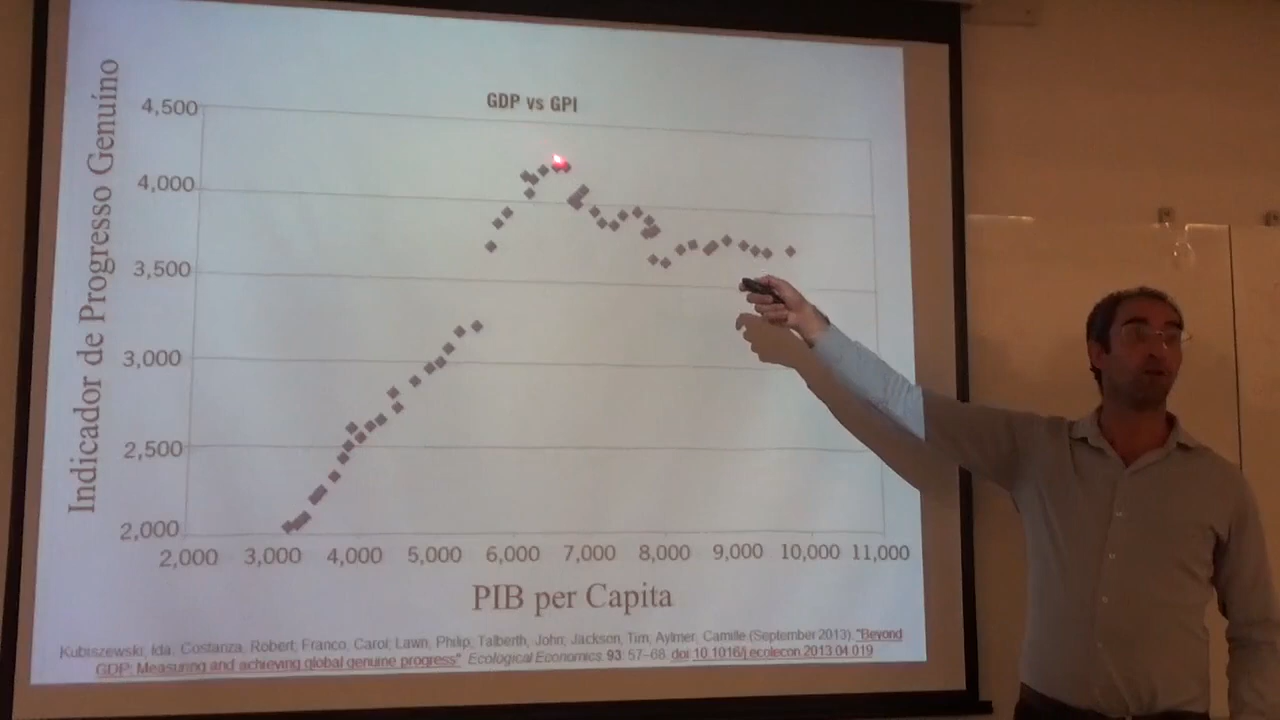 GDP vs GPI
Indicador de Progresso Genuíno
4,500
4,000
3,500
3,000
2,500
2,000
2,000 3,000 4,000 5,000 6,000 7,000 8,000 9,000 10,000 11,000
PIB per Capita
Kubiszewski, Ida; Costanza, Robert; Franco, Carol; Lawn, Philip; Talberth, John; Jackson, Tim; Aylmer, Camille (September 2013). "Beyond
GDP: Measuring and achieving global genuine progress". Ecological Economics 93: 57–68. doi:10.1016/j.ecolecon.2013.04.019